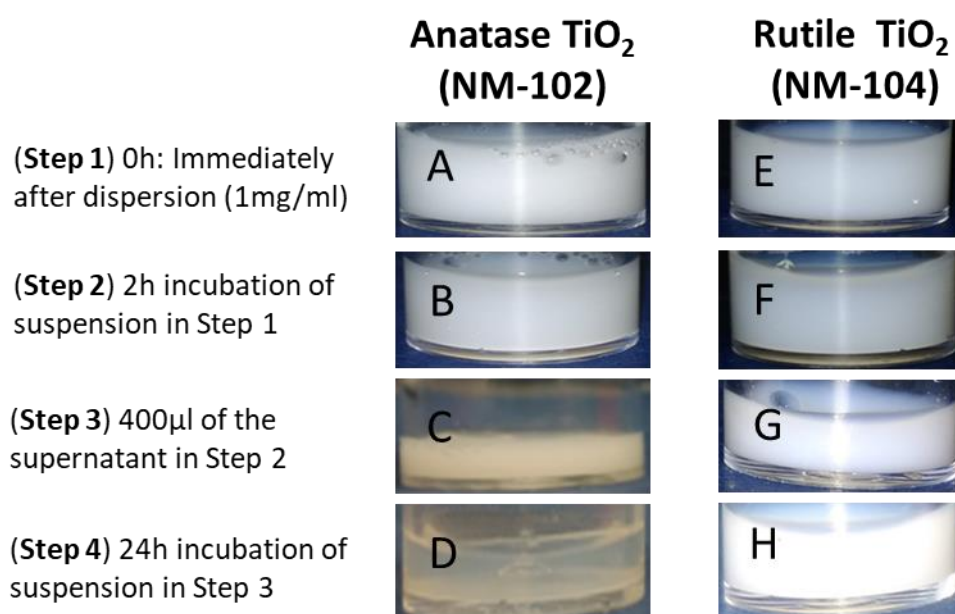 Anatase TiO₂
(NM-102)
Rutile TiO₂
(NM-104)
(Step 1) 0h: Immediately
after dispersion (1mg/ml)
A
E
(Step 2) 2h incubation of
suspension in Step 1
B
F
(Step 3) 400µl of the
supernatant in Step 2
C
G
(Step 4) 24h incubation of
suspension in Step 3
D
H